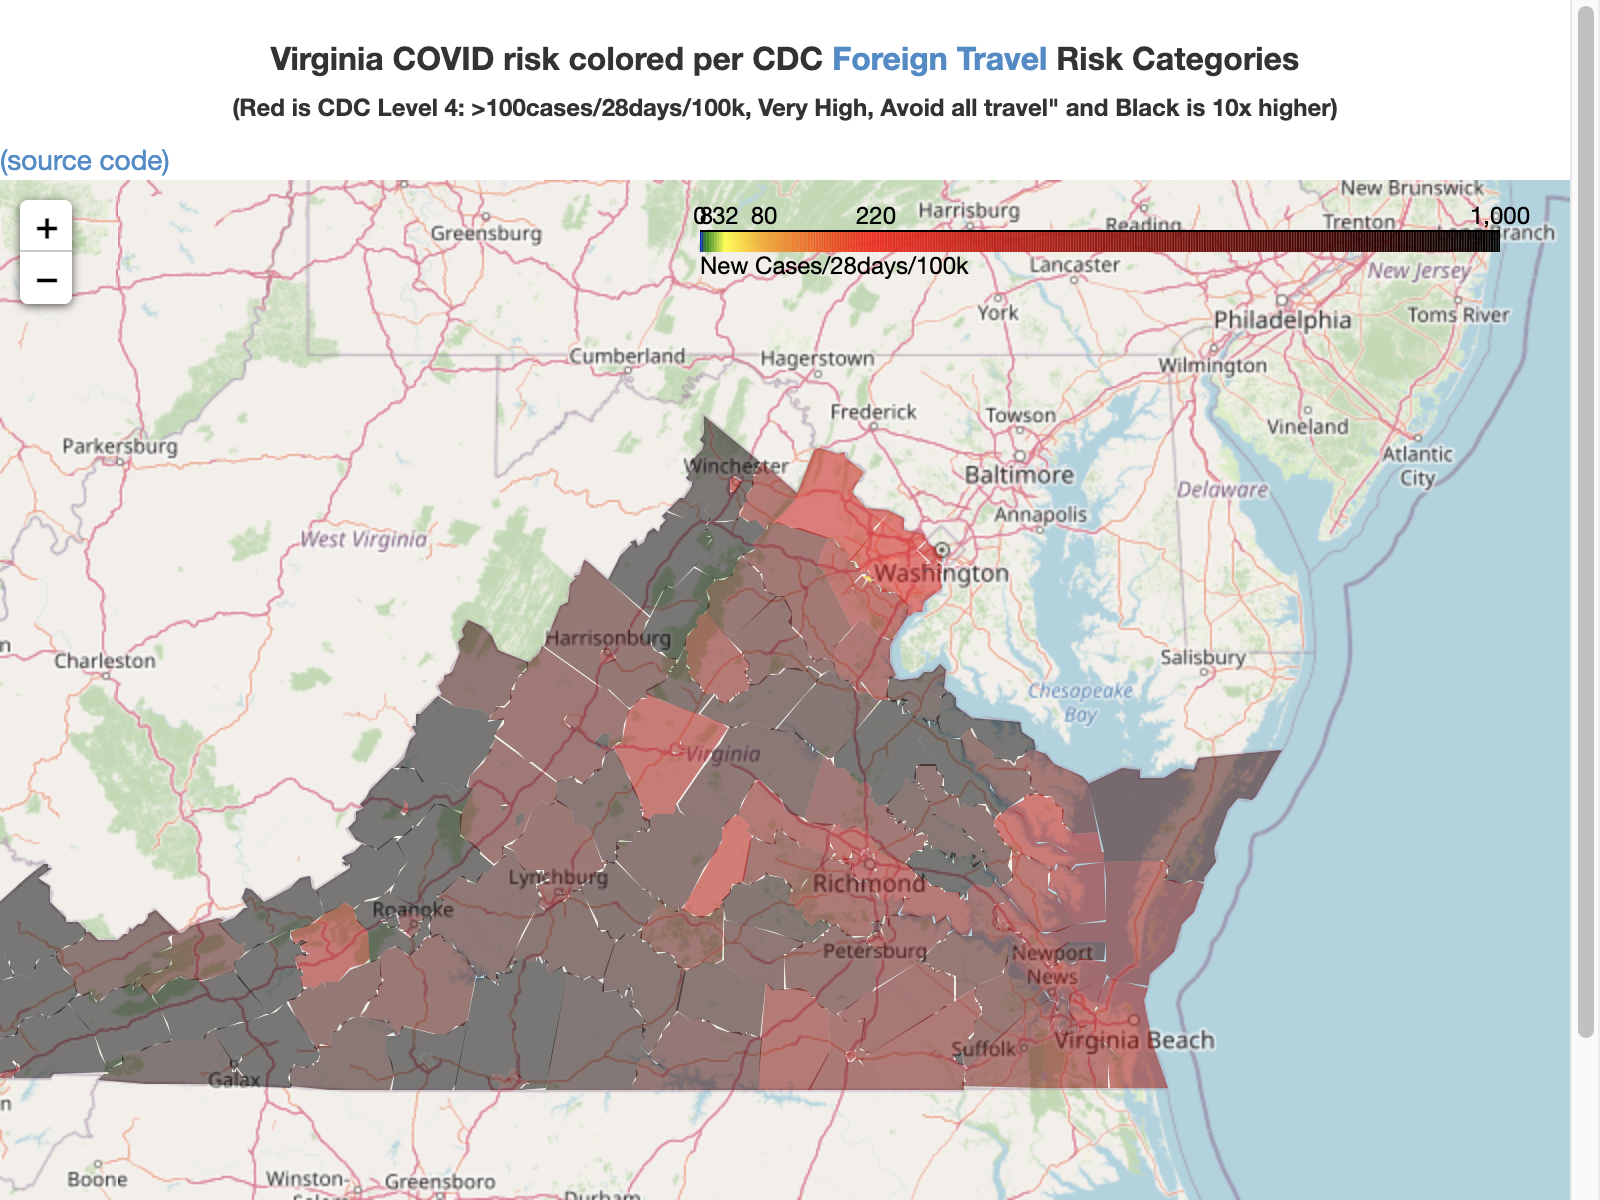 Virginia COVID risk colored per CDC Foreign Travel Risk Categories
(Red is CDC Level 4: >100cases/28days/100k, Very High, Avoid all travel" and Black is 10x higher)
(source code)
+
−
New Brunswick
0 8 32 80 220 1,000
Harrisburg
Reading
Trenton
Greensburg
Branch
New Cases/28days/100k
Lancaster
New Jersey
York
Philadelphia
Toms River
Cumberland
Hagerstown
Wilmington
Frederick
Towson
Vineland
Parkersburg
Atlantic
City
Winchester
Baltimore
Delaware
Annapolis
West Virginia
Washington
Harrisonburg
n
Charleston
Salisbury
Chesapeake
Bay
Virginia
Lynchburg
Richmond
Roanoke
Petersburg
Newport
News
Virginia Beach
Suffolk
Galax
n
Boone
Winston-
Salem
Greensboro
Durham